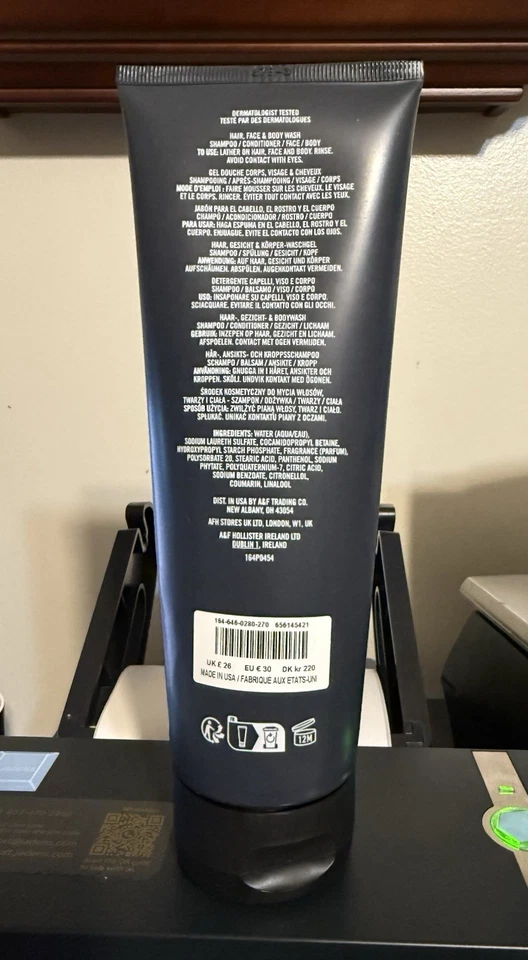 DERMATOLOGIST TESTED
TESTÉ PAR DES DERMATOLOGUES
HAIR, FACE & BODY WASH
SHAMPOO / CONDITIONER / FACE / BODY
TO USE: LATHER ON HAIR, FACE AND BODY. RINSE.
AVOID CONTACT WITH EYES.
GEL DOUCHE CORPS, VISAGE & CHEVEUX
SHAMPOOING / APRÈS-SHAMPOOING / VISAGE / CORPS
MODE D'EMPLOI : FAIRE MOUSSER SUR LES CHEVEUX, LE VISAGE
ET LE CORPS. RINCER. ÉVITER TOUT CONTACT AVEC LES YEUX.
JABÓN PARA EL CABELLO, EL ROSTRO Y EL CUERPO
CHAMPÚ / ACONDICIONADOR / ROSTRO / CUERPO
PARA USAR: HAGA ESPUMA EN EL CABELLO, EL ROSTRO Y EL
CUERPO. ENJUAGUE. EVITE EL CONTACTO CON LOS OJOS.
HAAR, GESICHT & KÖRPER-WASCHGEL
SHAMPOO / SPÜLUNG / GESICHT / KOPF
ANWENDUNG: AUF HAAR, GESICHT UND KÖRPER
AUFSCHÄUMEN. ABSPÜLEN. AUGENKONTAKT VERMEIDEN.
DETERGENTE CAPELLI, VISO E CORPO
SHAMPOO / BALSAMO / VISO / CORPO
USO: INSAPONARE SU CAPELLI, VISO E CORPO.
SCIACQUARE. EVITARE IL CONTATTO CON GLI OCCHI.
HAAR-, GEZICHT- & BODYWASH
SHAMPOO / CONDITIONER / GEZICHT / LICHAAM
GEBRUIK: INZEPEN OP HAAR, GEZICHT EN LICHAAM.
AFSPOELEN. CONTACT MET OGEN VERMIJDEN.
HÅR-, ANSIKTS- OCH KROPPSSCHAMPOO
SCHAMPO / BALSAM / ANSIKTE / KROPP
ANVÄNDNING: GNUGGA IN I HÅRET, ANSIKTER OCH
KROPPEN. SKÖLJ. UNDVIK KONTAKT MED ÖGONEN.
ŚRODEK KOSMETYCZNY DO MYCIA WŁOSÓW,
TWARZY I CIAŁA - SZAMPON / ODŻYWKA / TWARZY / CIAŁA
SPOSÓB UŻYCIA: ZWILŻYĆ PIANĄ WŁOSY, TWARZ I CIAŁO.
SPŁUKAĆ. UNIKAĆ KONTAKTU PIANY Z OCZAMI.
INGREDIENTS: WATER (AQUA/EAU),
SODIUM LAURETH SULFATE, COCAMIDOPROPYL BETAINE,
HYDROXYPROPYL STARCH PHOSPHATE, FRAGRANCE (PARFUM),
POLYSORBATE 20, STEARIC ACID, PANTHENOL, SODIUM
PHYTATE, POLYQUATERNIUM-7, CITRIC ACID,
SODIUM BENZOATE, CITRONELLOL,
COUMARIN, LINALOOL
DIST. IN USA BY A&F TRADING CO.
NEW ALBANY, OH 43054
AFH STORES UK LTD, LONDON, W1, UK
A&F HOLLISTER IRELAND LTD
DUBLIN 1, IRELAND
164P0454
164-646-0280-270 656145421
UK £ 26 EU € 30 DK kr 220
MADE IN USA / FABRIQUE AUX ETATS-UNI
12M